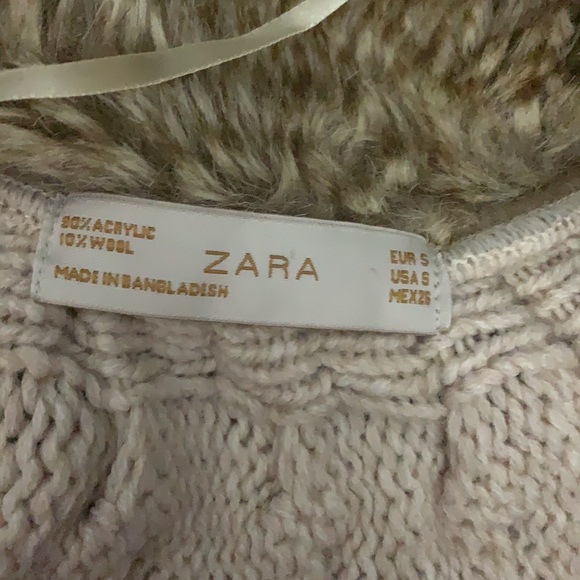 90% ACRYLIC
10% WOOL
MADE IN BANGLADESH
ZARA
EUR S
USA S
MEX 26